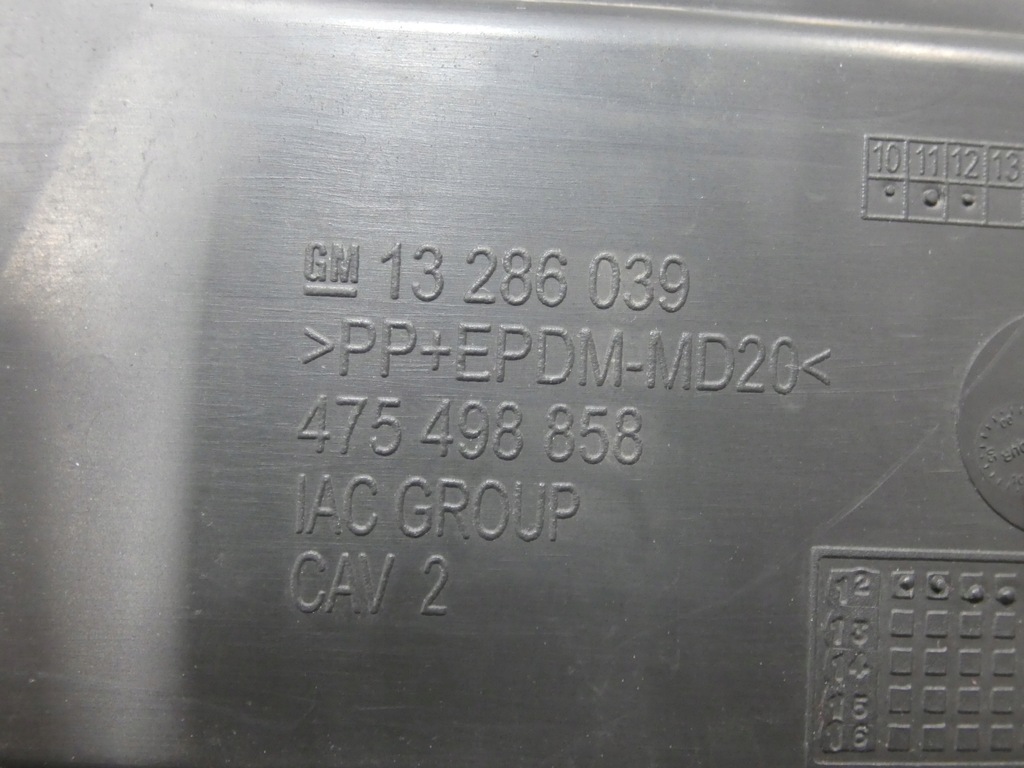 10 11 12 13
GM 13 286 039
>PP+EPDM-MD20<
475 498 858
IAC GROUP
CAV 2
12
13
14
15
16